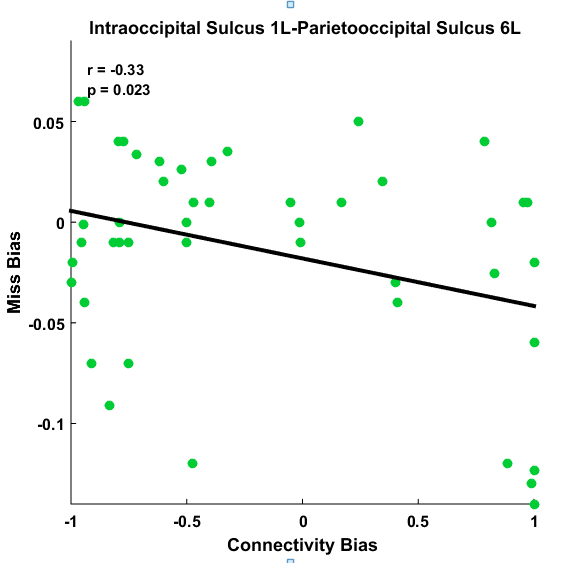 Intraoccipital Sulcus 1L-Parietooccipital Sulcus 6L
r = -0.33
p = 0.023
0.05
0
-0.05
-0.1
Miss Bias
-1
-0.5
0
0.5
1
Connectivity Bias